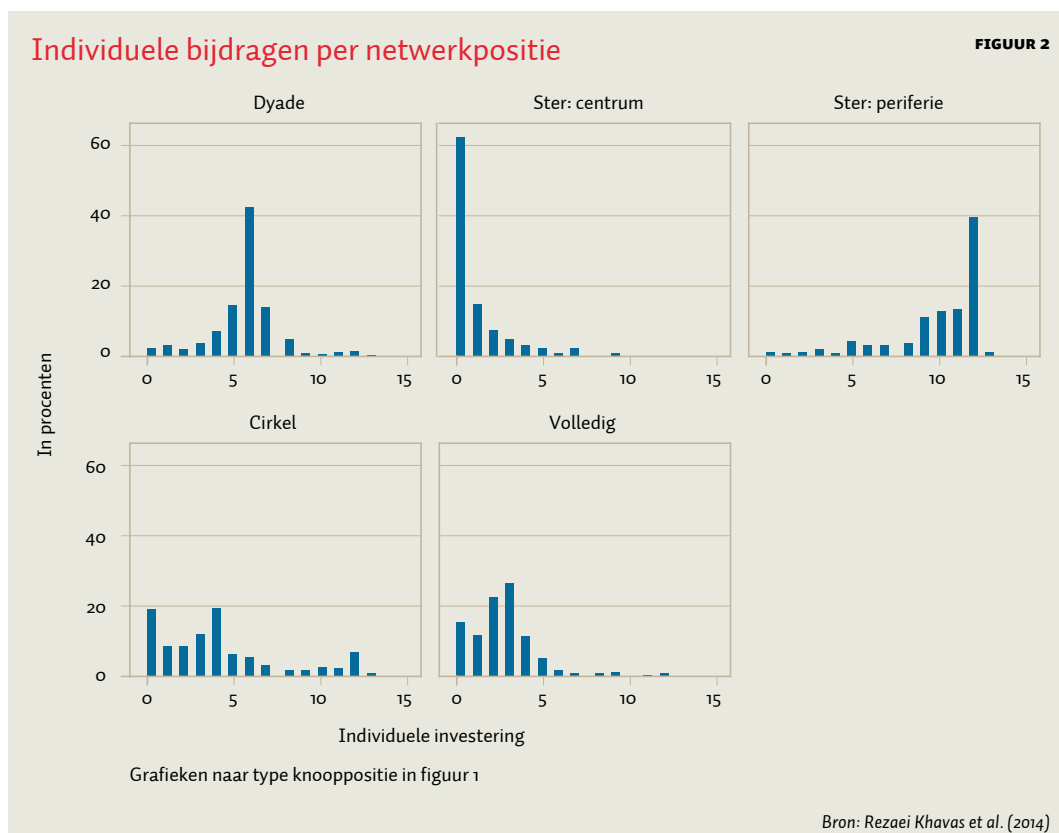 Individuele bijdragen per netwerkpositie
FIGUUR 2
Dyade
Ster: centrum
Ster: periferie
60
40
20
0
0 5 10 15
0 5 10 15
0 5 10 15
In procenten
Cirkel
Volledig
60
40
20
0
0 5 10 15
0 5 10 15
Individuele investering
Grafieken naar type knooppositie in figuur 1
Bron: Rezaei Khavas et al. (2014)